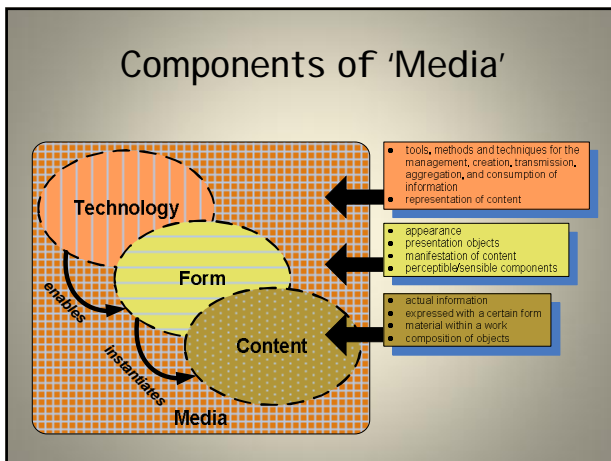 Components of ‘Media’
Technology
Form
Content
enables
instantiates
Media
• tools, methods and techniques for the
management, creation, transmission,
aggregation, and consumption of
information
• representation of content
• appearance
• presentation objects
• manifestation of content
• perceptible/sensible components
• actual information
• expressed with a certain form
• material within a work
• composition of objects